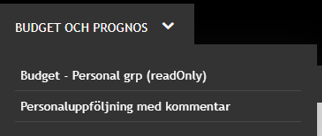 BUDGET OCH PROGNOS
Budget - Personal grp (readOnly)
Personaluppföljning med kommentar